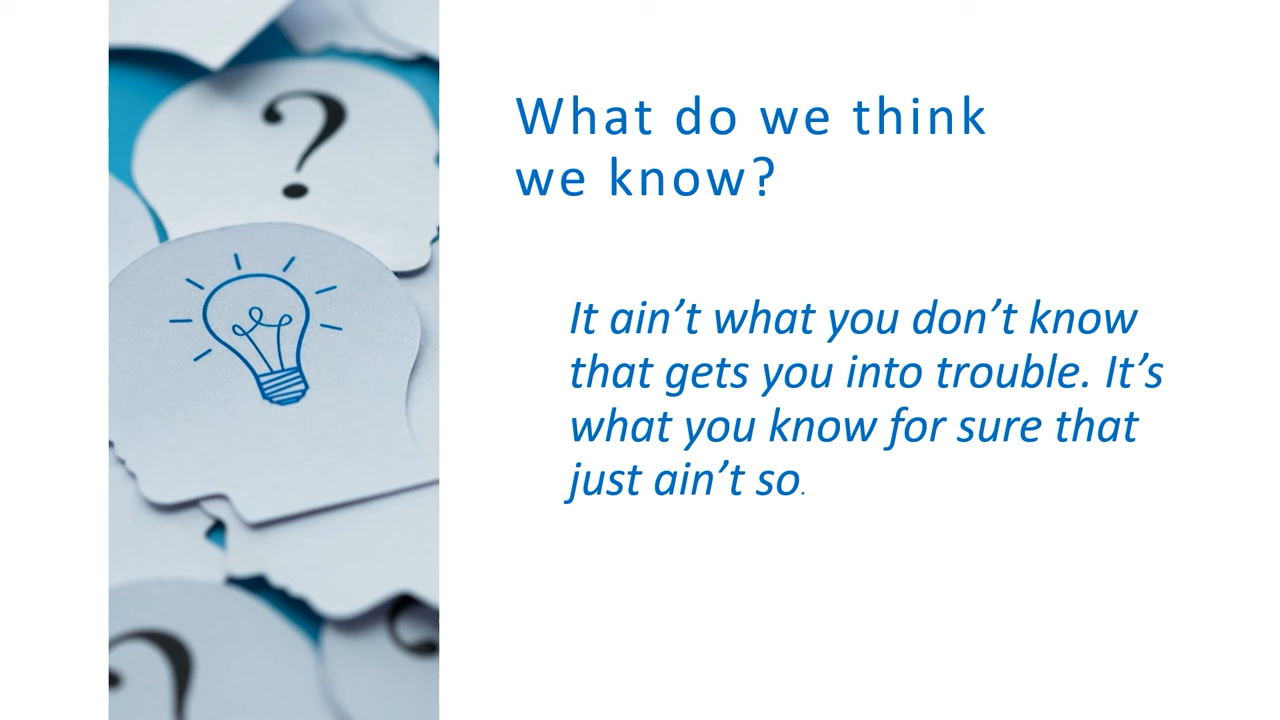 ?
What do we think
we know?
It ain’t what you don’t know
that gets you into trouble. It’s
what you know for sure that
just ain’t so.
?
?